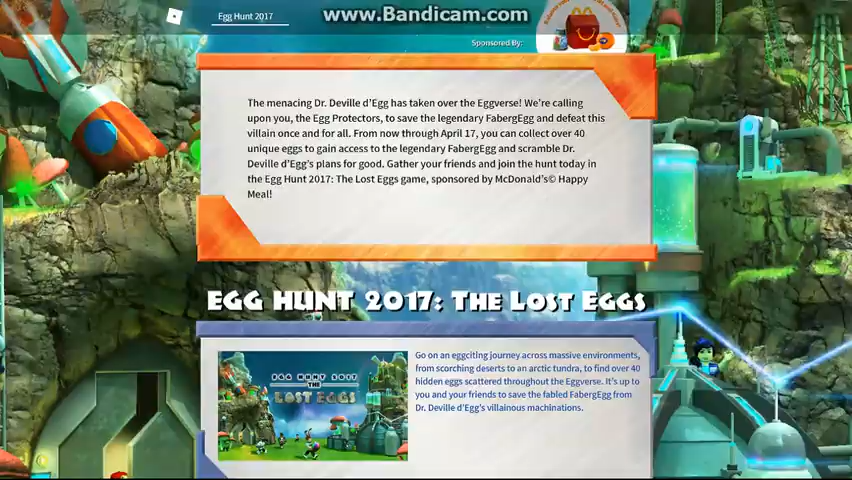 www.Bandicam.com
Egg Hunt 2017
Sponsored By:
The menacing Dr. Deville d'Egg has taken over the Eggverse! We're calling
upon you, the Egg Protectors, to save the legendary FabergEgg and defeat this
villain once and for all. From now through April 17, you can collect over 40
unique eggs to gain access to the legendary FabergEgg and scramble Dr.
Deville d'Egg's plans for good. Gather your friends and join the hunt today in
the Egg Hunt 2017: The Lost Eggs game, sponsored by McDonald's© Happy
Meal!
EGG HUNT 2017: THE LOST EGGS
Go on an eggciting journey across massive environments,
from scorching deserts to an arctic tundra, to find over 40
hidden eggs scattered throughout the Eggverse. It's up to
you and your friends to save the fabled FabergEgg from
Dr. Deville d'Egg's villainous machinations.
EGG HUNT 2017
THE
LOST EGGS